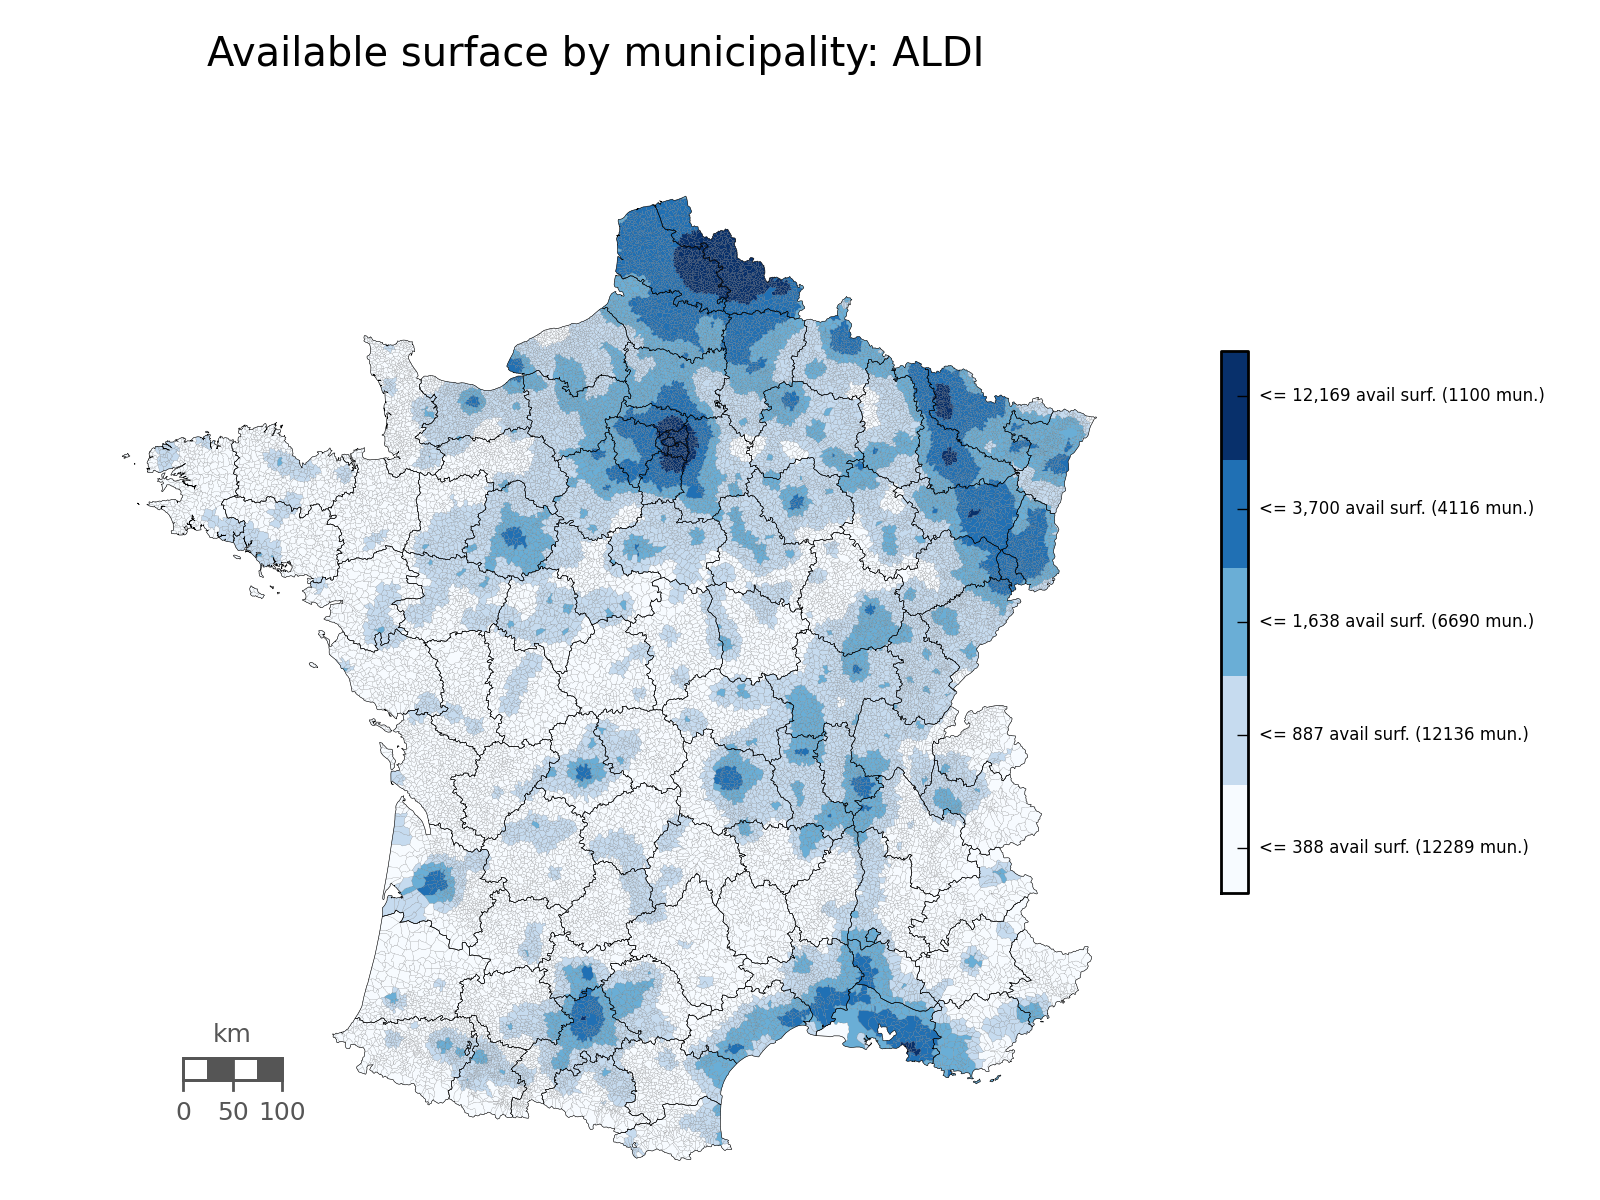 Available surface by municipality: ALDI
<= 12,169 avail surf. (1100 mun.)
<= 3,700 avail surf. (4116 mun.)
<= 1,638 avail surf. (6690 mun.)
<= 887 avail surf. (12136 mun.)
<= 388 avail surf. (12289 mun.)
km
0 50 100